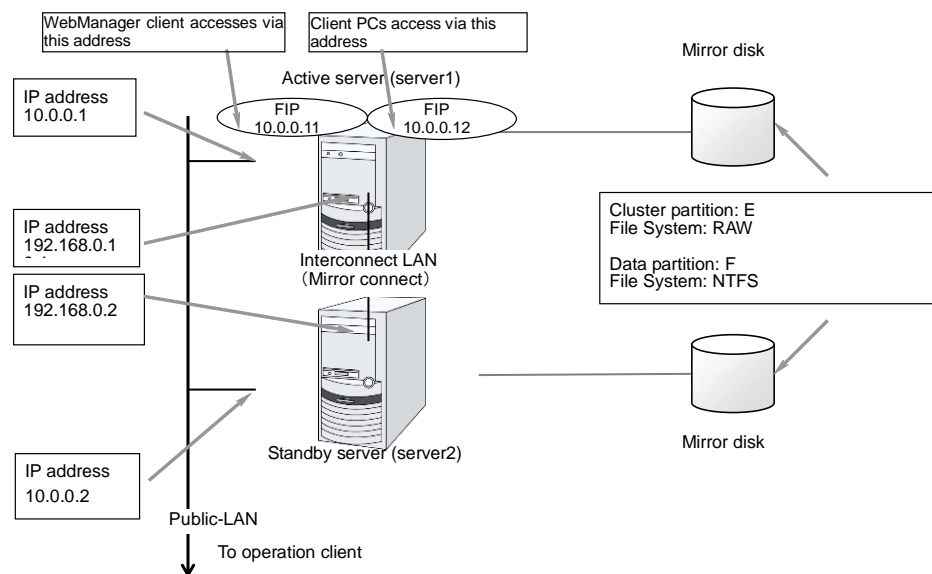 WebManager client accesses via
this address
Client PCs access via this
address
Mirror disk
Active server (server1)
IP address
10.0.0.1
FIP
10.0.0.11
FIP
10.0.0.12
IP address
192.168.0.1
Cluster partition: E
File System: RAW
Data partition: F
File System: NTFS
Interconnect LAN
（Mirror connect）
IP address
192.168.0.2
Standby server (server2)
Mirror disk
IP address
10.0.0.2
Public-LAN
To operation client